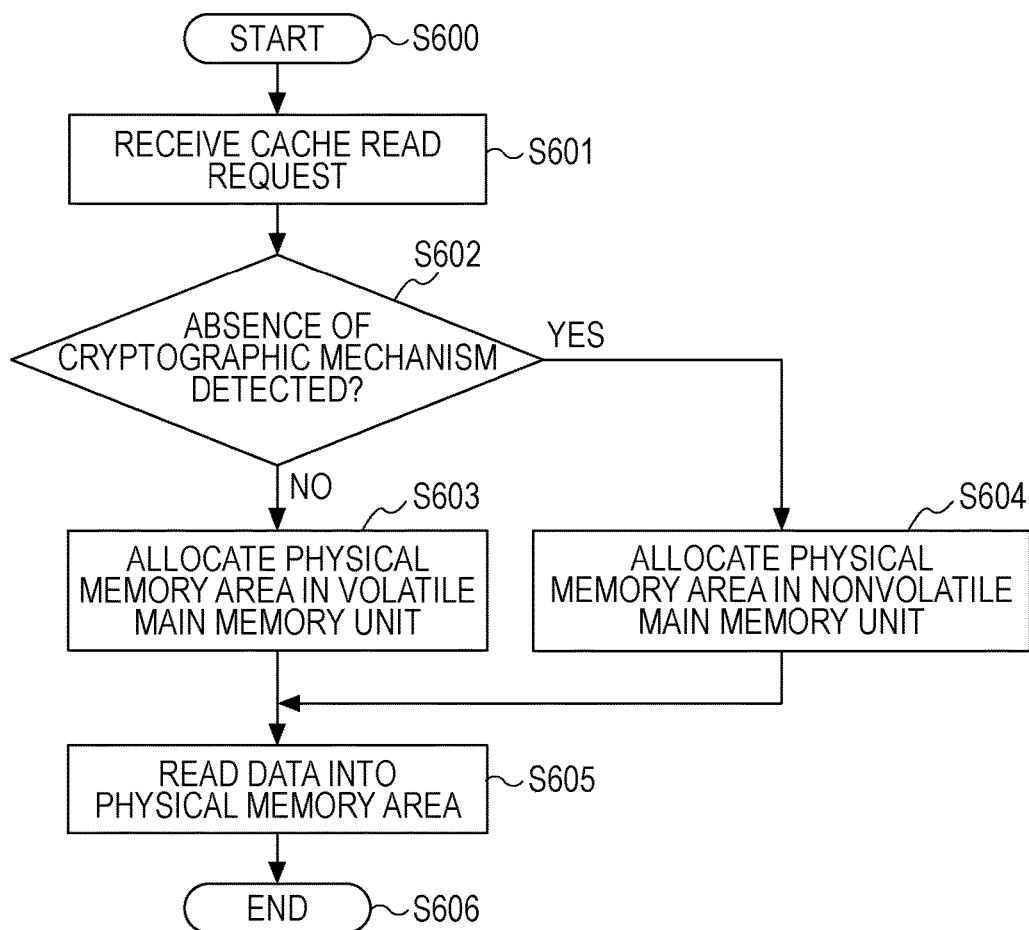 START
S600
RECEIVE CACHE READ
REQUEST
S601
S602
ABSENCE OF
CRYPTOGRAPHIC MECHANISM
DETECTED?
YES
NO
S603
ALLOCATE PHYSICAL
MEMORY AREA IN VOLATILE
MAIN MEMORY UNIT
S604
ALLOCATE PHYSICAL
MEMORY AREA IN NONVOLATILE
MAIN MEMORY UNIT
READ DATA INTO
PHYSICAL MEMORY AREA
S605
END
S606